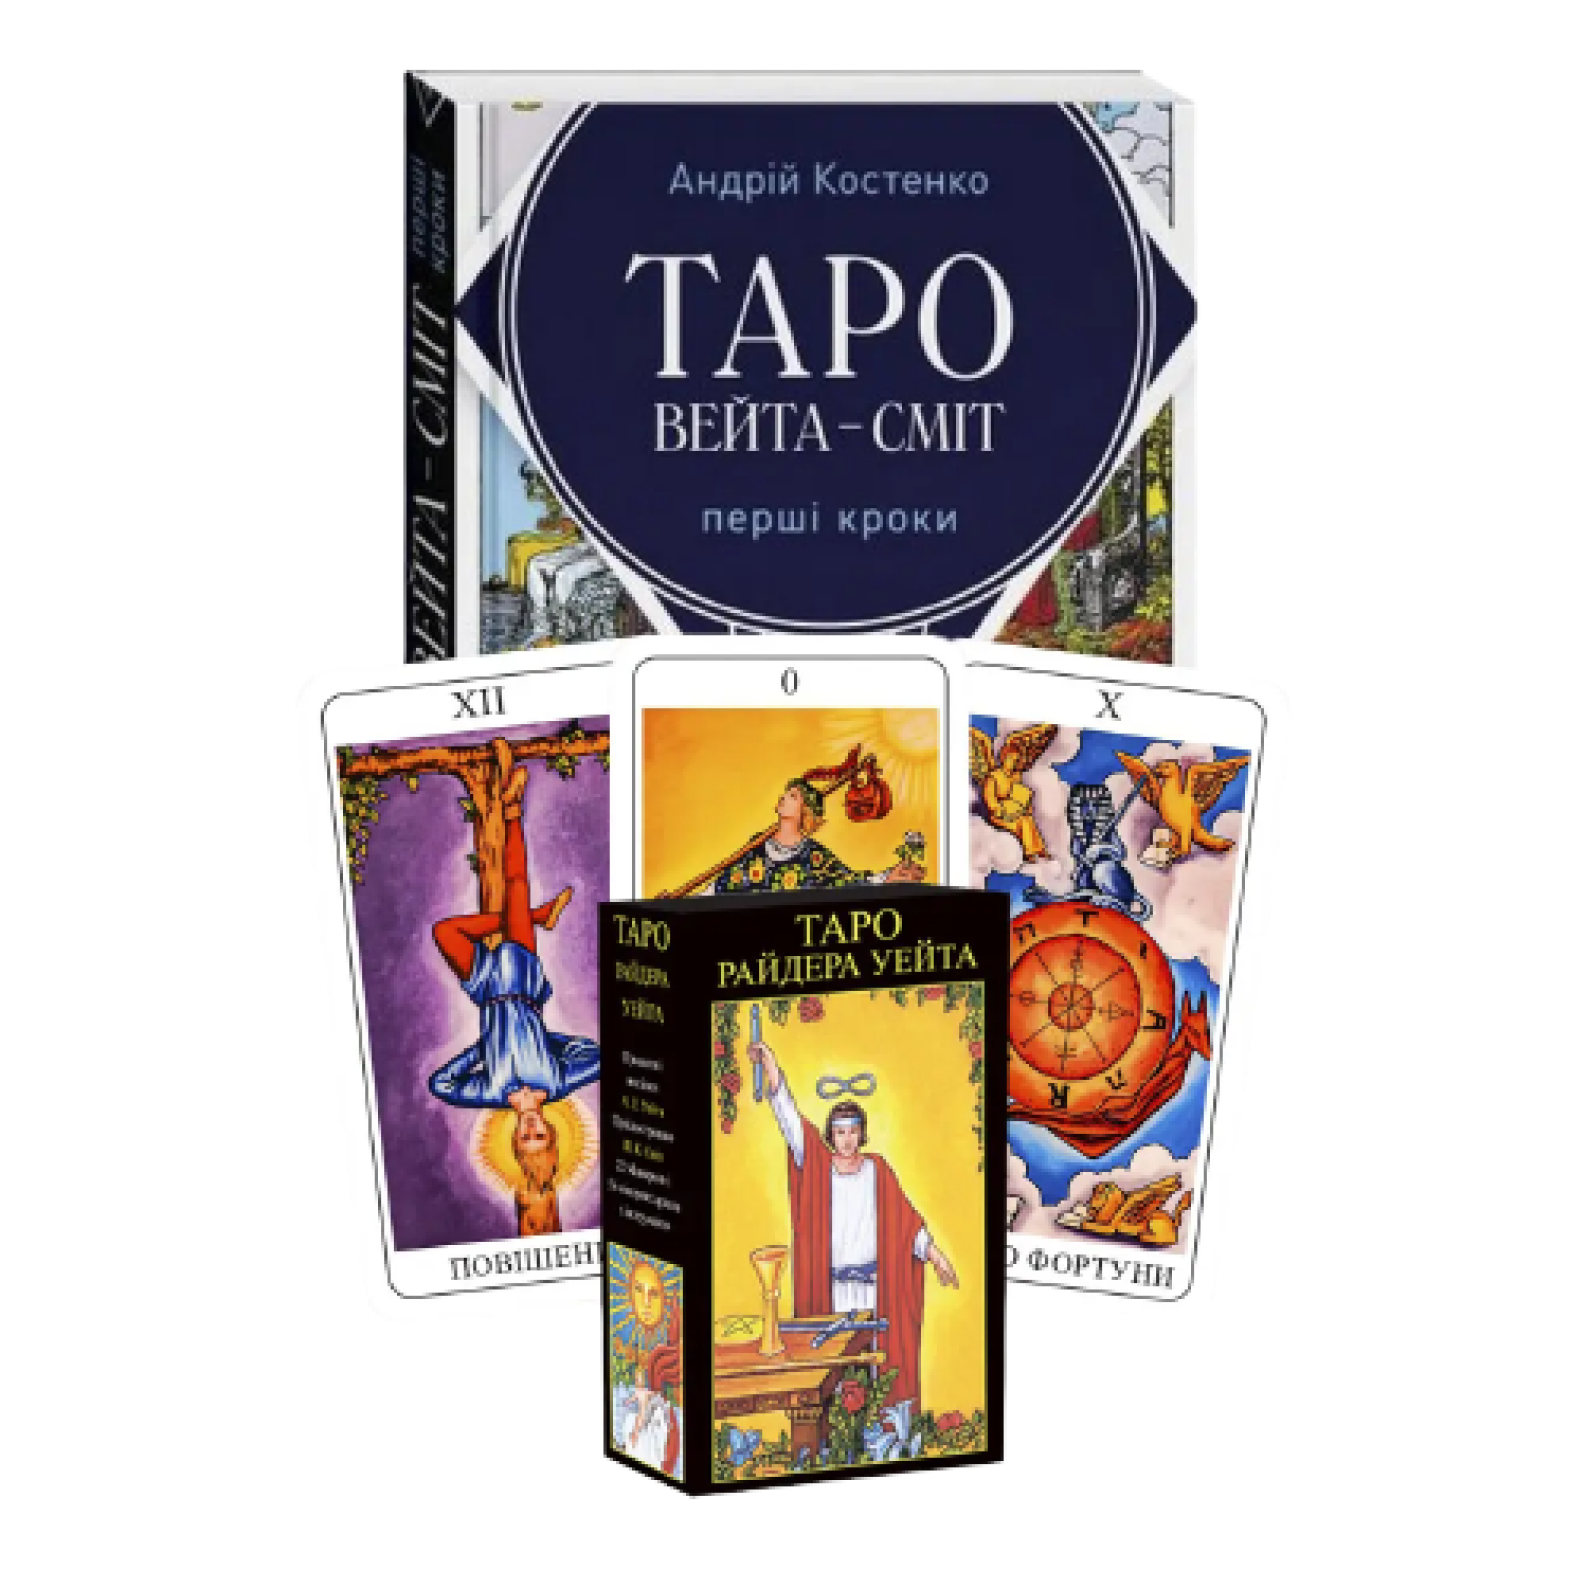 Андрій Костенко
ТАРО
ВЕЙТА – СМІТ
перші кроки
перші
кроки
ВЕЙТА – СМІТ
XII
0
X
ПОВІШЕНИ
О ФОРТУНИ
ТАРО
РАЙДЕРА УЕЙТА
ТАРО
РАЙДЕРА
УЕЙТА